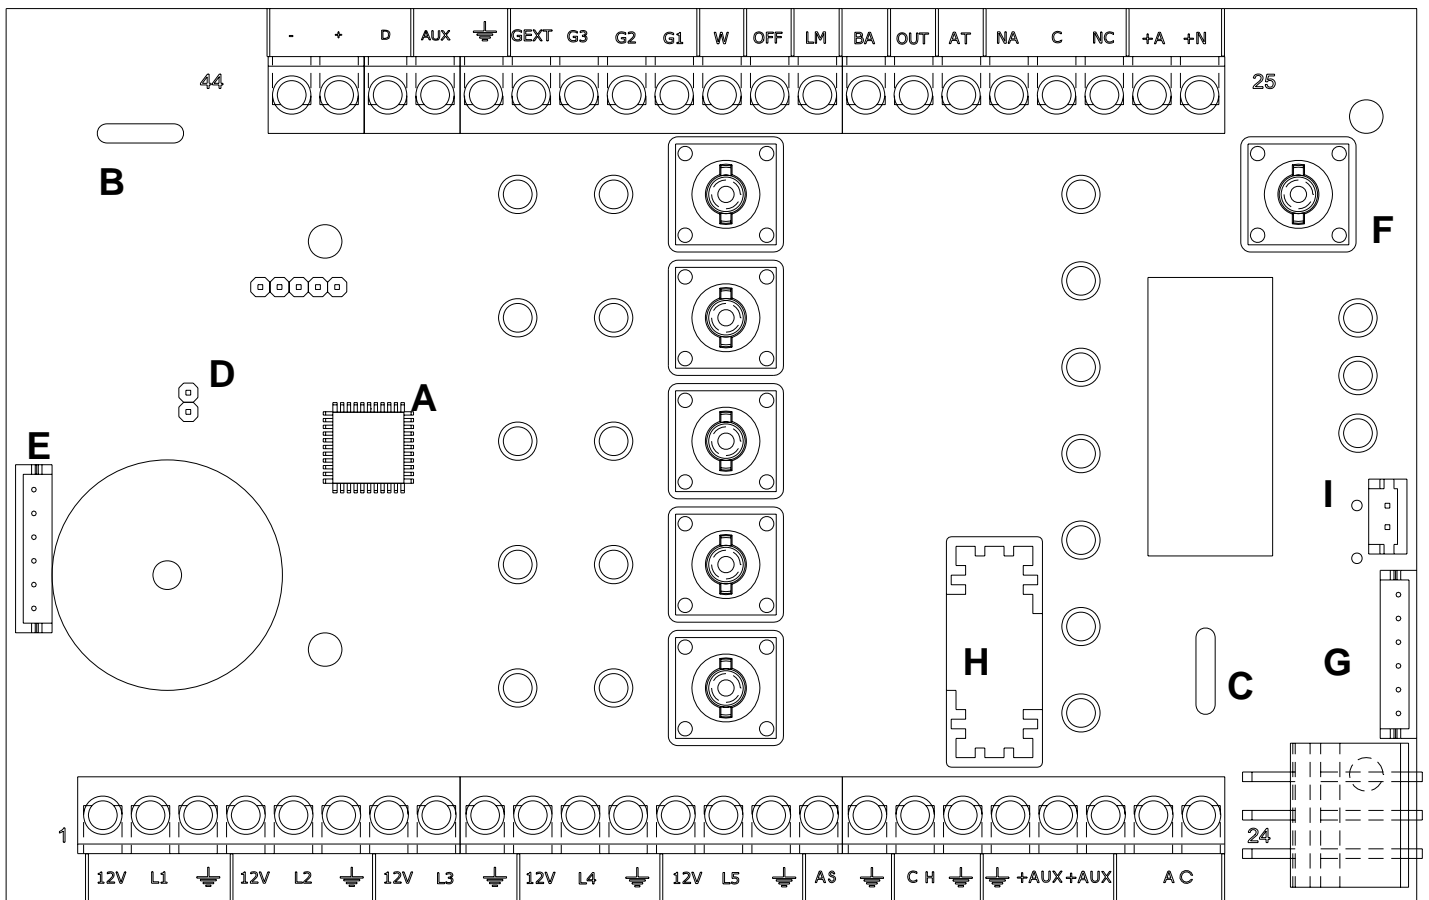 - + D AUX GEXT G3 G2 G1 W OFF LM BA OUT AT NA C NC +A +N
44 25
B
F
D
A
E
I
H G
C
1 24
12V L1 12V L2 12V L3 12V L4 12V L5 AS C H +AUX +AUX A C